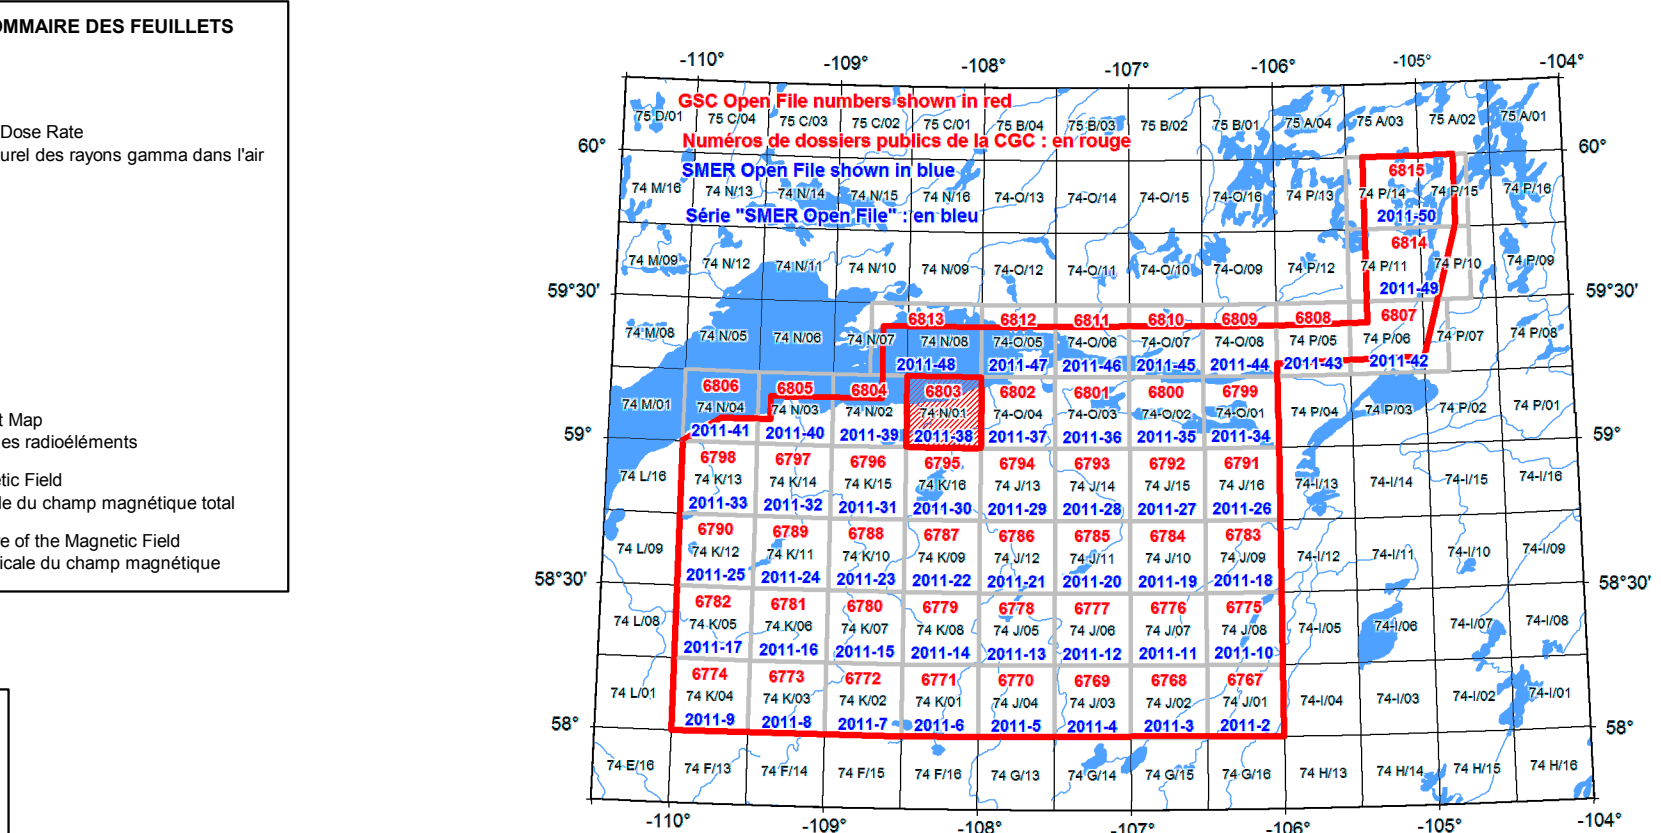 OMMAIRE DES FEUILLETS
Dose Rate
urel des rayons gamma dans l'air
t Map
es radioéléments
etic Field
le du champ magnétique total
re of the Magnetic Field
icale du champ magnétique
-110° -109° -108° -107° -106° -105° -104°
GSC Open File numbers shown in red
75 D/01 75 C/04 75 C/03 75 C/02 75 C/01 75 B/04 75 B/03 75 B/02 75 B/01 75 A/04 75 A/03 75 A/02 75 A/01
Numéros de dossiers publics de la CGC : en rouge
60° 60°
SMER Open File shown in blue
6815
74 M/16 74 N/13 74 N/14 74 N/15 74 N/16 74-O/13 74-O/14 74-O/15 74-O/16 74 P/13 74 P/14 74 P/15 74 P/16
Série "SMER Open File" : en bleu
2011-50
6814
74 M/09 74 N/12 74 N/11 74 N/10 74 N/09 74-O/12 74-O/11 74-O/10 74-O/09 74 P/12 74 P/11 74 P/10 74 P/09
2011-49
59°30' 59°30'
6813 6812 6811 6810 6809 6808 6807
74 M/08 74 N/05 74 N/06 74 N/07 74 N/08 74-O/05 74-O/06 74-O/07 74-O/08 74 P/05 74 P/06 74 P/07 74 P/08
2011-48 2011-47 2011-46 2011-45 2011-44 2011-43 2011-42
6806 6805 6804 6803 6802 6801 6800 6799
74 M/01 74 N/04 74 N/03 74 N/02 74 N/01 74-O/04 74-O/03 74-O/02 74-O/01 74 P/04 74 P/03 74 P/02 74 P/01
2011-41 2011-40 2011-39 2011-38 2011-37 2011-36 2011-35 2011-34
59° 59°
6798 6797 6796 6795 6794 6793 6792 6791
74 L/16 74 K/13 74 K/14 74 K/15 74 K/16 74 J/13 74 J/14 74 J/15 74 J/16 74-I/13 74-I/14 74-I/15 74-I/16
2011-33 2011-32 2011-31 2011-30 2011-29 2011-28 2011-27 2011-26
6790 6789 6788 6787 6786 6785 6784 6783
74 L/09 74 K/12 74 K/11 74 K/10 74 K/09 74 J/12 74 J/11 74 J/10 74 J/09 74-I/12 74-I/11 74-I/10 74-I/09
2011-25 2011-24 2011-23 2011-22 2011-21 2011-20 2011-19 2011-18
58°30' 58°30'
6782 6781 6780 6779 6778 6777 6776 6775
74 L/08 74 K/05 74 K/06 74 K/07 74 K/08 74 J/05 74 J/06 74 J/07 74 J/08 74-I/05 74-I/06 74-I/07 74-I/08
2011-17 2011-16 2011-15 2011-14 2011-13 2011-12 2011-11 2011-10
6774 6773 6772 6771 6770 6769 6768 6767
74 L/01 74 K/04 74 K/03 74 K/02 74 K/01 74 J/04 74 J/03 74 J/02 74 J/01 74-I/04 74-I/03 74-I/02 74-I/01
2011-9 2011-8 2011-7 2011-6 2011-5 2011-4 2011-3 2011-2
58° 58°
74 E/16 74 F/13 74 F/14 74 F/15 74 F/16 74 G/13 74 G/14 74 G/15 74 G/16 74 H/13 74 H/14 74 H/15 74 H/16
-110° -109° -108° -107° -106° -105° -104°